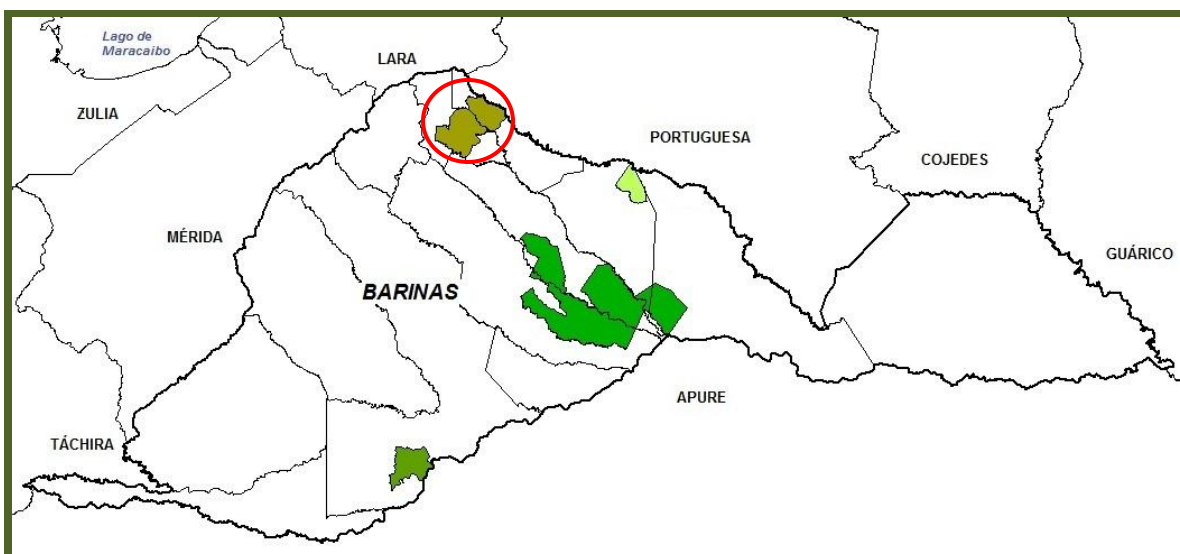 Lago de
Maracaibo
LARA
ZULIA
PORTUGUESA
COJEDES
MÉRIDA
GUÁRICO
BARINAS
APURE
TÁCHIRA